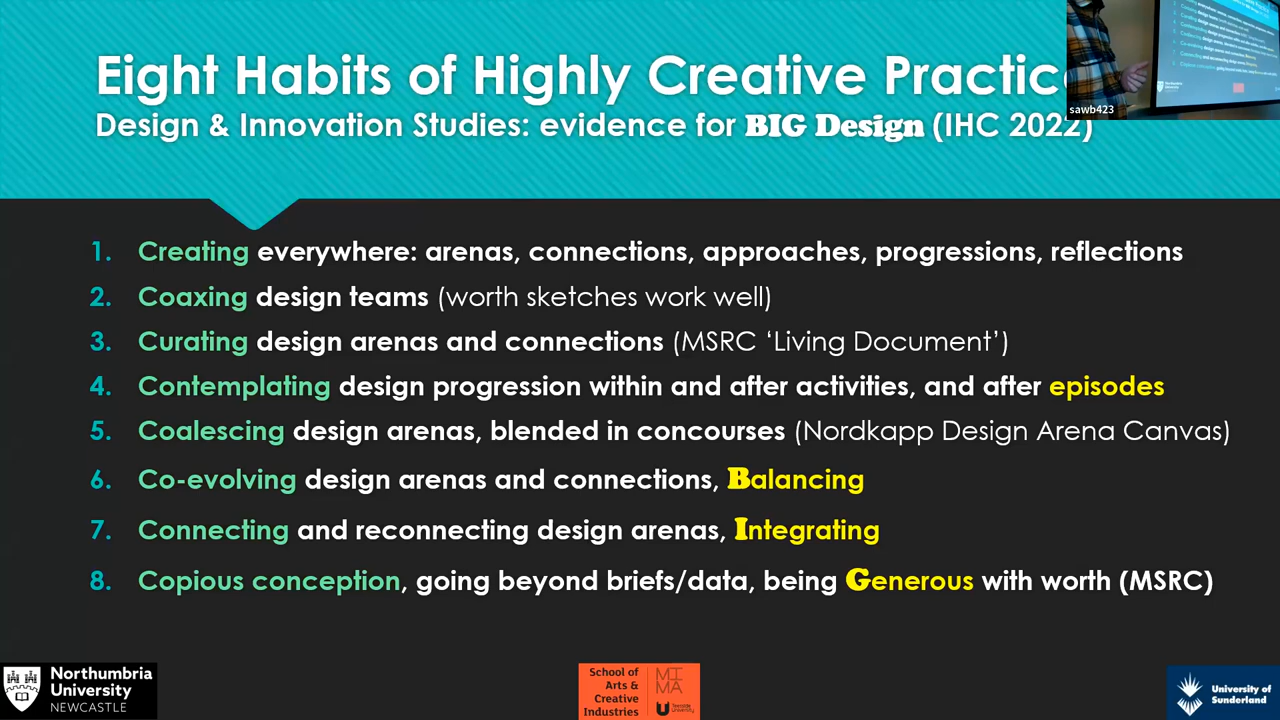 Eight Habits of Highly Creative Practic
sawb423
Design & Innovation Studies: evidence for BIG Design (IHC 2022)
1. Creating everywhere: arenas, connections, approaches, progressions, reflections
2. Coaxing design teams (worth sketches work well)
3. Curating design arenas and connections (MSRC ‘Living Document’)
4. Contemplating design progression within and after activities, and after episodes
5. Coalescing design arenas, blended in concourses (Nordkapp Design Arena Canvas)
6. Co-evolving design arenas and connections, Balancing
7. Connecting and reconnecting design arenas, Integrating
8. Copious conception, going beyond briefs/data, being Generous with worth (MSRC)
Northumbria
University
NEWCASTLE
School of
Arts &
Creative
Industries
MI
MA
Teesside
University
University of
Sunderland